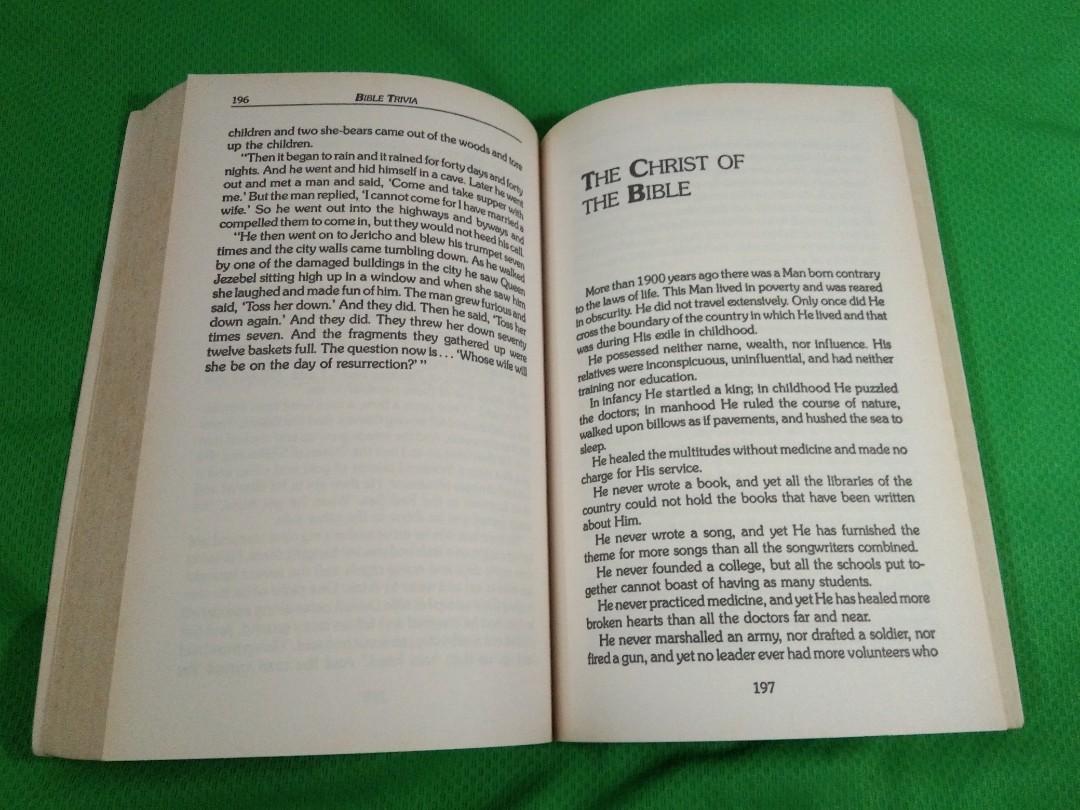 196 BIBLE TRIVIA
children and two she-bears came out of the woods and tore
up the children.
"Then it began to rain and it rained for forty days and forty
nights. And he went and hid himself in a cave. Later he went
out and met a man and said, 'Come and take supper with
me.' But the man replied, 'I cannot come for I have married a
wife.' So he went out into the highways and byways and
compelled them to come in, but they would not heed his call.
"He then went on to Jericho and blew his trumpet seven
times and the city walls came tumbling down. As he walked
by one of the damaged buildings in the city he saw Queen
Jezebel sitting high up in a window and when she saw him
she laughed and made fun of him. The man grew furious and
said, 'Toss her down.' And they did. Then he said, 'Toss her
down again.' And they did. They threw her down seventy
times seven. And the fragments they gathered up were
twelve baskets full. The question now is... 'Whose wife will
she be on the day of resurrection?' "
THE CHRIST OF
THE BIBLE
More than 1900 years ago there was a Man born contrary
to the laws of life. This Man lived in poverty and was reared
in obscurity. He did not travel extensively. Only once did He
cross the boundary of the country in which He lived and that
was during His exile in childhood.
He possessed neither name, wealth, nor influence. His
relatives were inconspicuous, uninfluential, and had neither
training nor education.
In infancy He startled a king; in childhood He puzzled
the doctors; in manhood He ruled the course of nature,
walked upon billows as if pavements, and hushed the sea to
sleep.
He healed the multitudes without medicine and made no
charge for His service.
He never wrote a book, and yet all the libraries of the
country could not hold the books that have been written
about Him.
He never wrote a song, and yet He has furnished the
theme for more songs than all the songwriters combined.
He never founded a college, but all the schools put to-
gether cannot boast of having as many students.
He never practiced medicine, and yet He has healed more
broken hearts than all the doctors far and near.
He never marshalled an army, nor drafted a soldier, nor
fired a gun, and yet no leader ever had more volunteers who
197